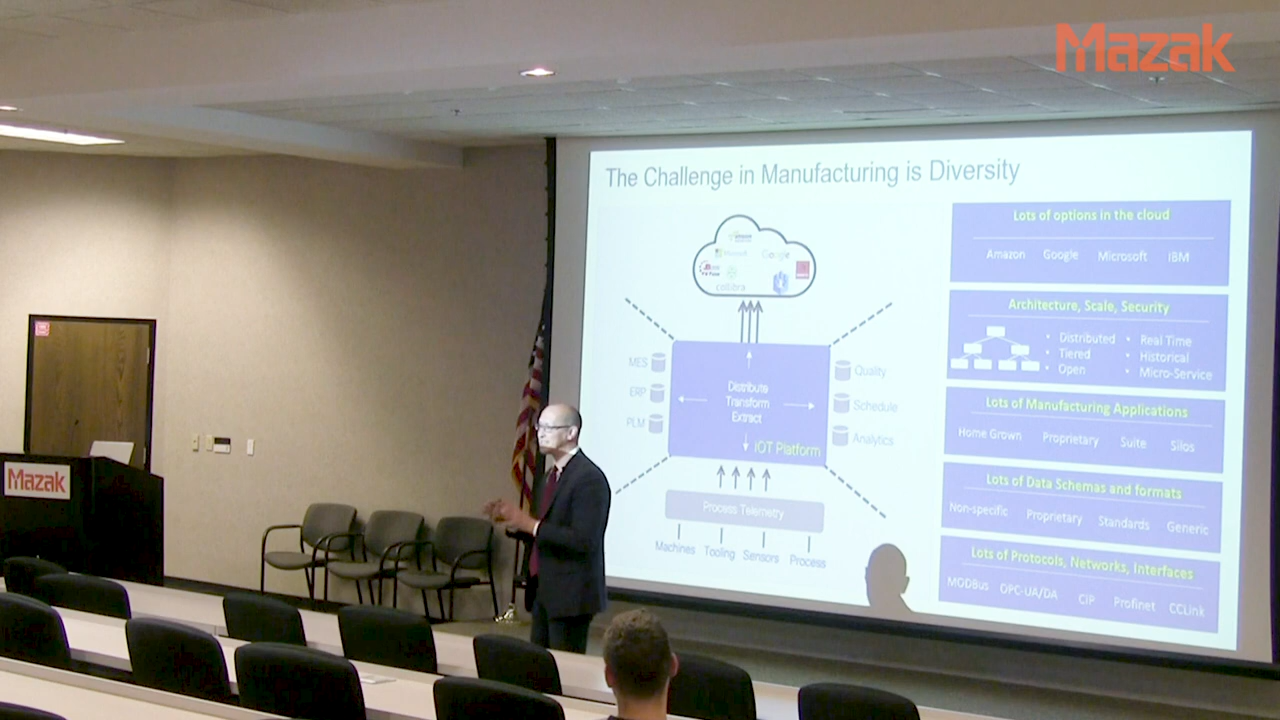 Mazak
The Challenge in Manufacturing is Diversity
amazon
Microsoft
Google
collibra
MES
ERP
PLM
Distribute
Transform
Extract
IOT Platform
Quality
Schedule
Analytics
Process Telemetry
Machines Tooling Sensors Process
Lots of options in the cloud
Amazon Google Microsoft IBM
Architecture, Scale, Security
• Distributed • Real Time
• Tiered • Historical
• Open • Micro-Service
Lots of Manufacturing Applications
Home Grown Proprietary Suite Silos
Lots of Data Schemas and formats
Non-specific Proprietary Standards Generic
Lots of Protocols, Networks, Interfaces
MODBus OPC-UA/DA CIP Profinet CCLink
Mazak